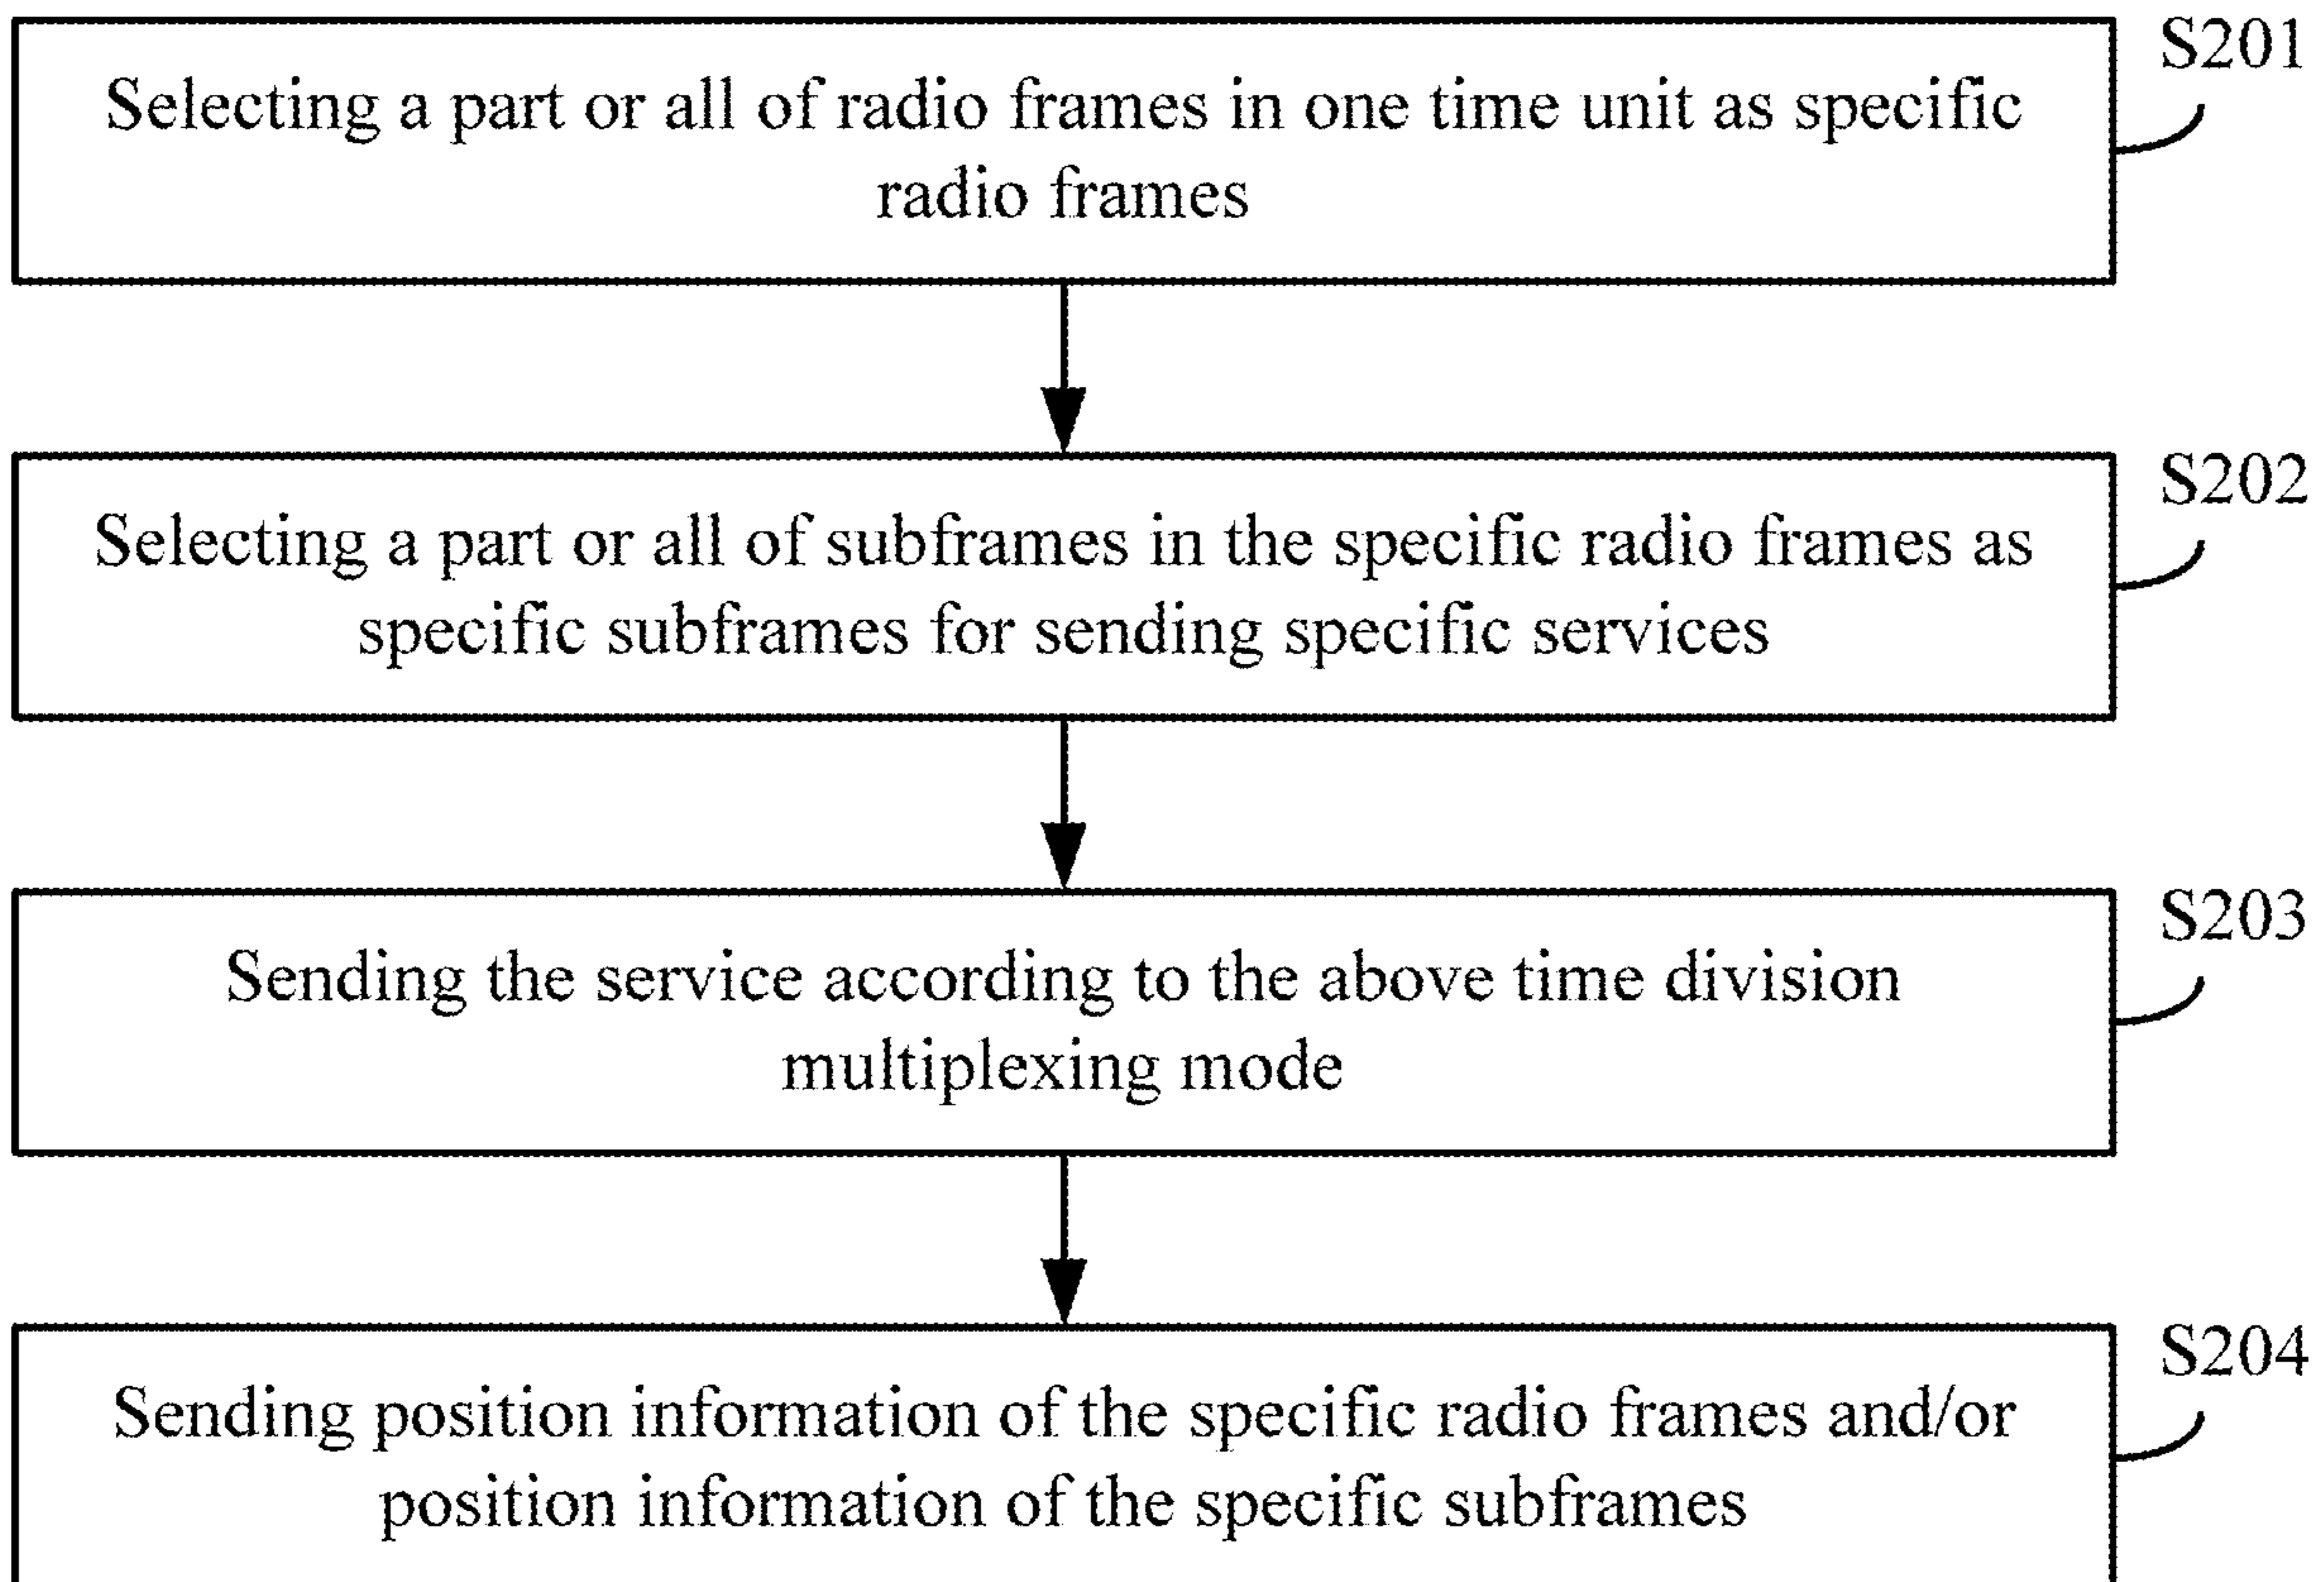 S201
Selecting a part or all of radio frames in one time unit as specific
radio frames
S202
Selecting a part or all of subframes in the specific radio frames as
specific subframes for sending specific services
S203
Sending the service according to the above time division
multiplexing mode
S204
Sending position information of the specific radio frames and/or
position information of the specific subframes